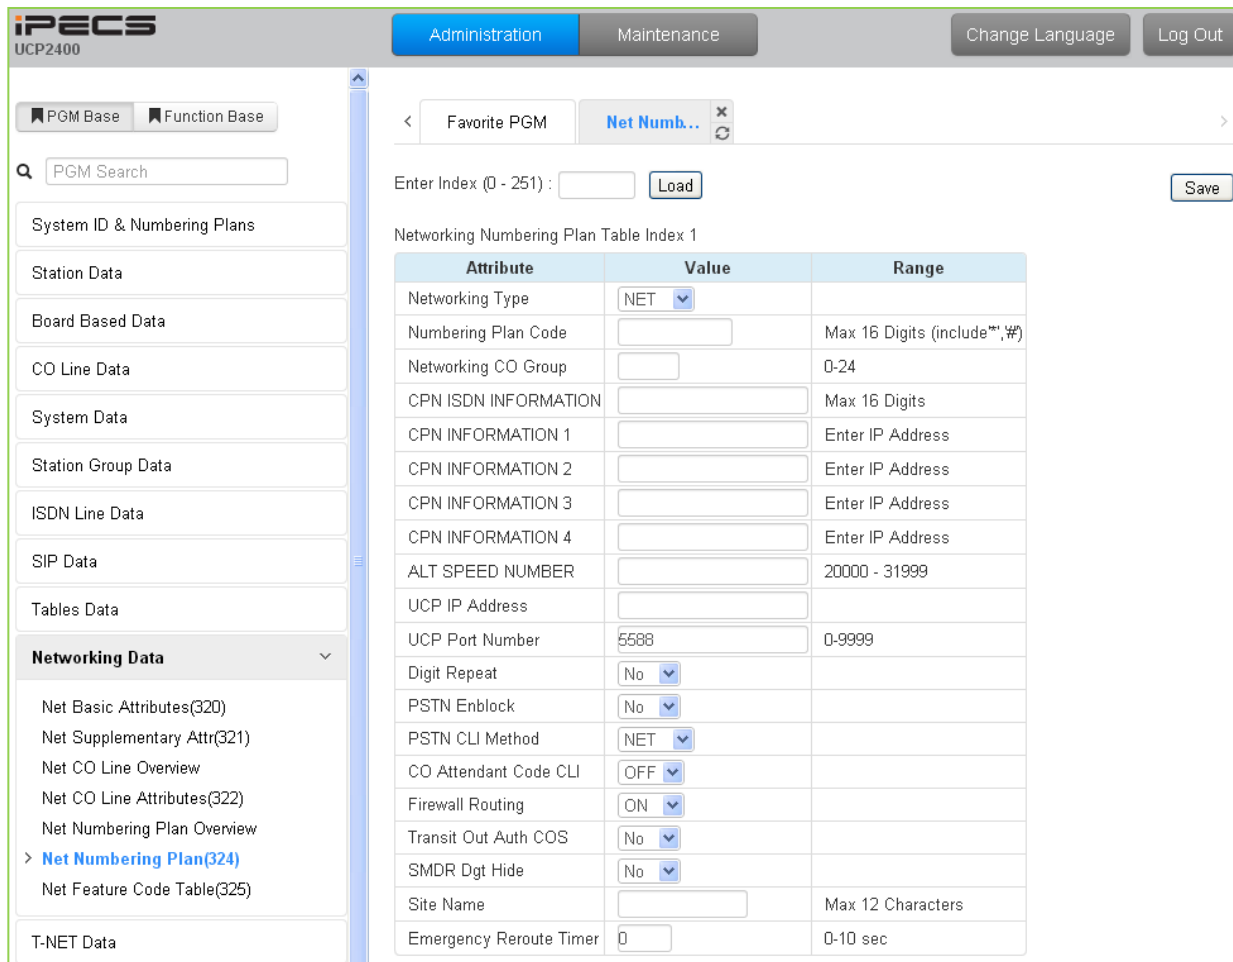 iPECS
UCP2400
Administration
Maintenance
Change Language
Log Out
PGM Base
Function Base
PGM Search
System ID & Numbering Plans
Station Data
Board Based Data
CO Line Data
System Data
Station Group Data
ISDN Line Data
SIP Data
Tables Data
Networking Data
Net Basic Attributes(320)
Net Supplementary Attr(321)
Net CO Line Overview
Net CO Line Attributes(322)
Net Numbering Plan Overview
Net Numbering Plan(324)
Net Feature Code Table(325)
T-NET Data
Favorite PGM
Net Numb...
Enter Index (0 - 251) :
Load
Save
Networking Numbering Plan Table Index 1
Attribute Value Range
Networking Type NET
Numbering Plan Code Max 16 Digits (include'*','#')
Networking CO Group 0-24
CPN ISDN INFORMATION Max 16 Digits
CPN INFORMATION 1 Enter IP Address
CPN INFORMATION 2 Enter IP Address
CPN INFORMATION 3 Enter IP Address
CPN INFORMATION 4 Enter IP Address
ALT SPEED NUMBER 20000 - 31999
UCP IP Address
UCP Port Number 5588 0-9999
Digit Repeat No
PSTN Enblock No
PSTN CLI Method NET
CO Attendant Code CLI OFF
Firewall Routing ON
Transit Out Auth COS No
SMDR Dgt Hide No
Site Name Max 12 Characters
Emergency Reroute Timer 0 0-10 sec